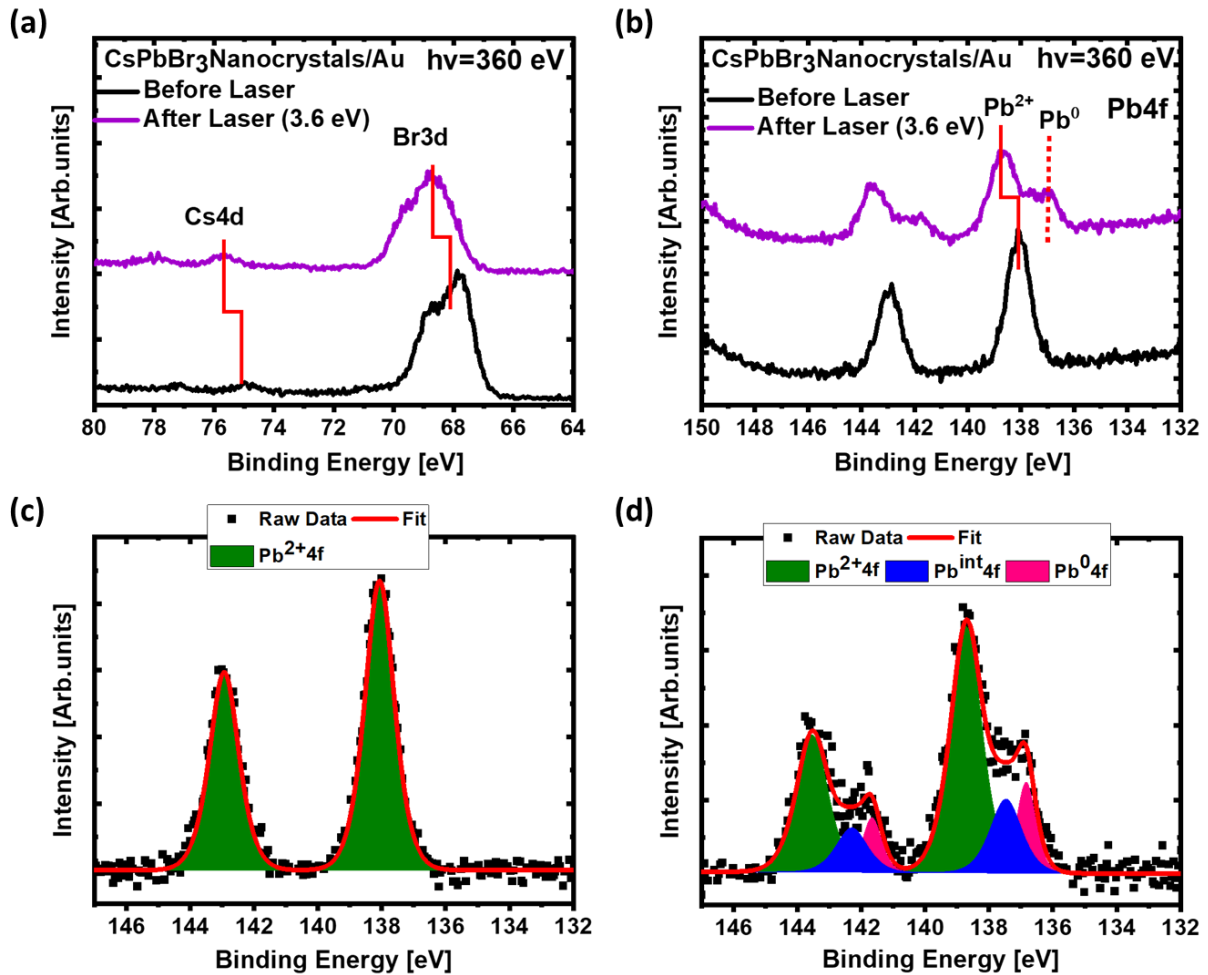 (a)
CsPbBr3Nanocrystals/Au hν=360 eV
Before Laser
After Laser (3.6 eV)
Br3d
Cs4d
Intensity [Arb.units]
80 78 76 74 72 70 68 66 64
Binding Energy [eV]
(b)
CsPbBr3Nanocrystals/Au hν=360 eV
Before Laser
After Laser (3.6 eV)
Pb2+ Pb0 Pb4f
Intensity [Arb.units]
150 148 146 144 142 140 138 136 134 132
Binding Energy [eV]
(c)
Raw Data Fit
Pb2+4f
Intensity [Arb.units]
146 144 142 140 138 136 134 132
Binding Energy [eV]
(d)
Raw Data Fit
Pb2+4f Pbint4f Pb04f
Intensity [Arb.units]
146 144 142 140 138 136 134 132
Binding Energy [eV]